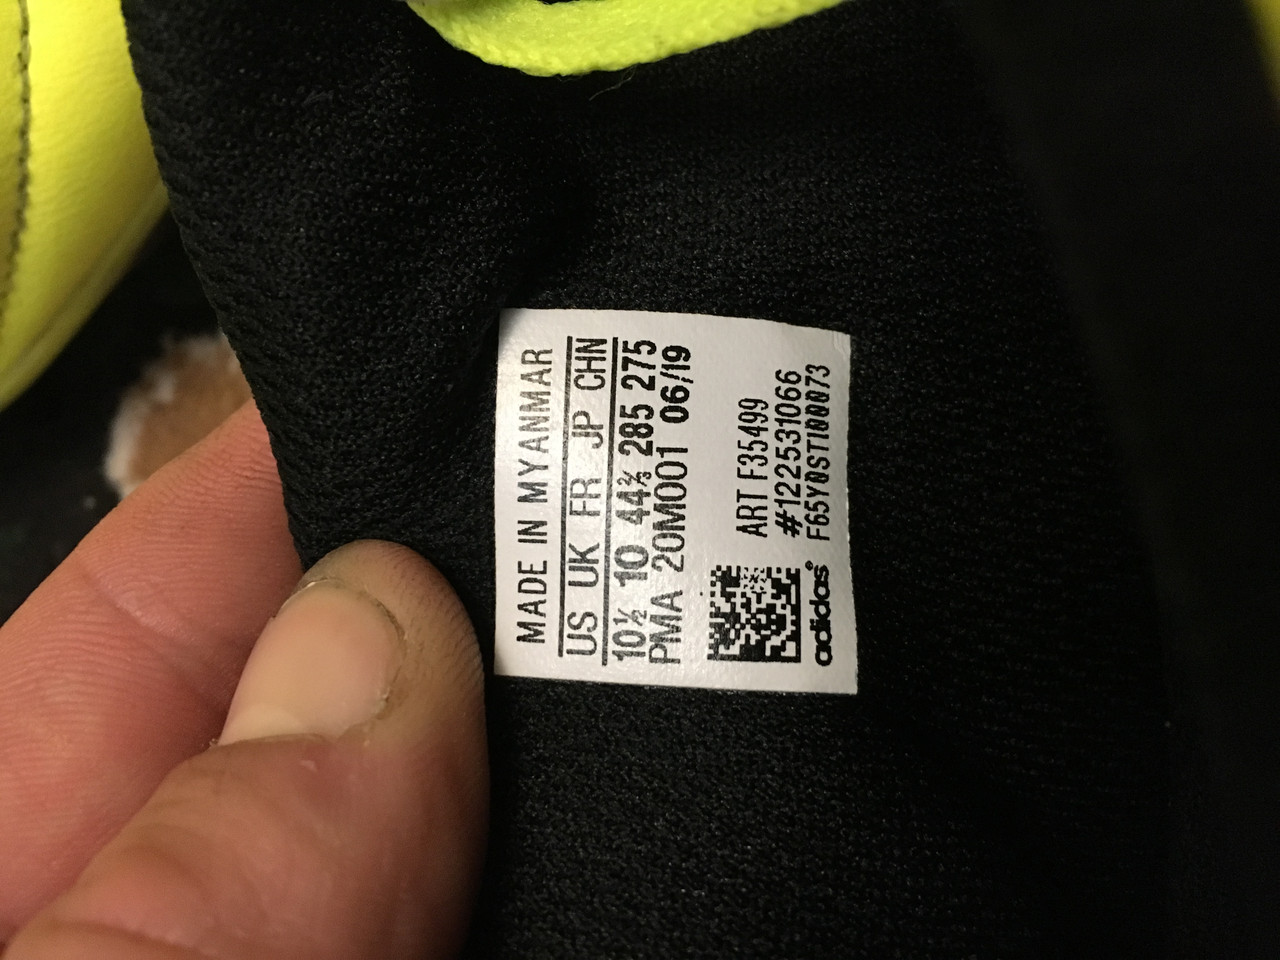 MADE IN MYANMAR
US UK FR JP CHN
10½ 10 44⅔ 285 275
PMA 20M001 06/19
ART F35499
#122531066
F65Y0STI00073
adidas®